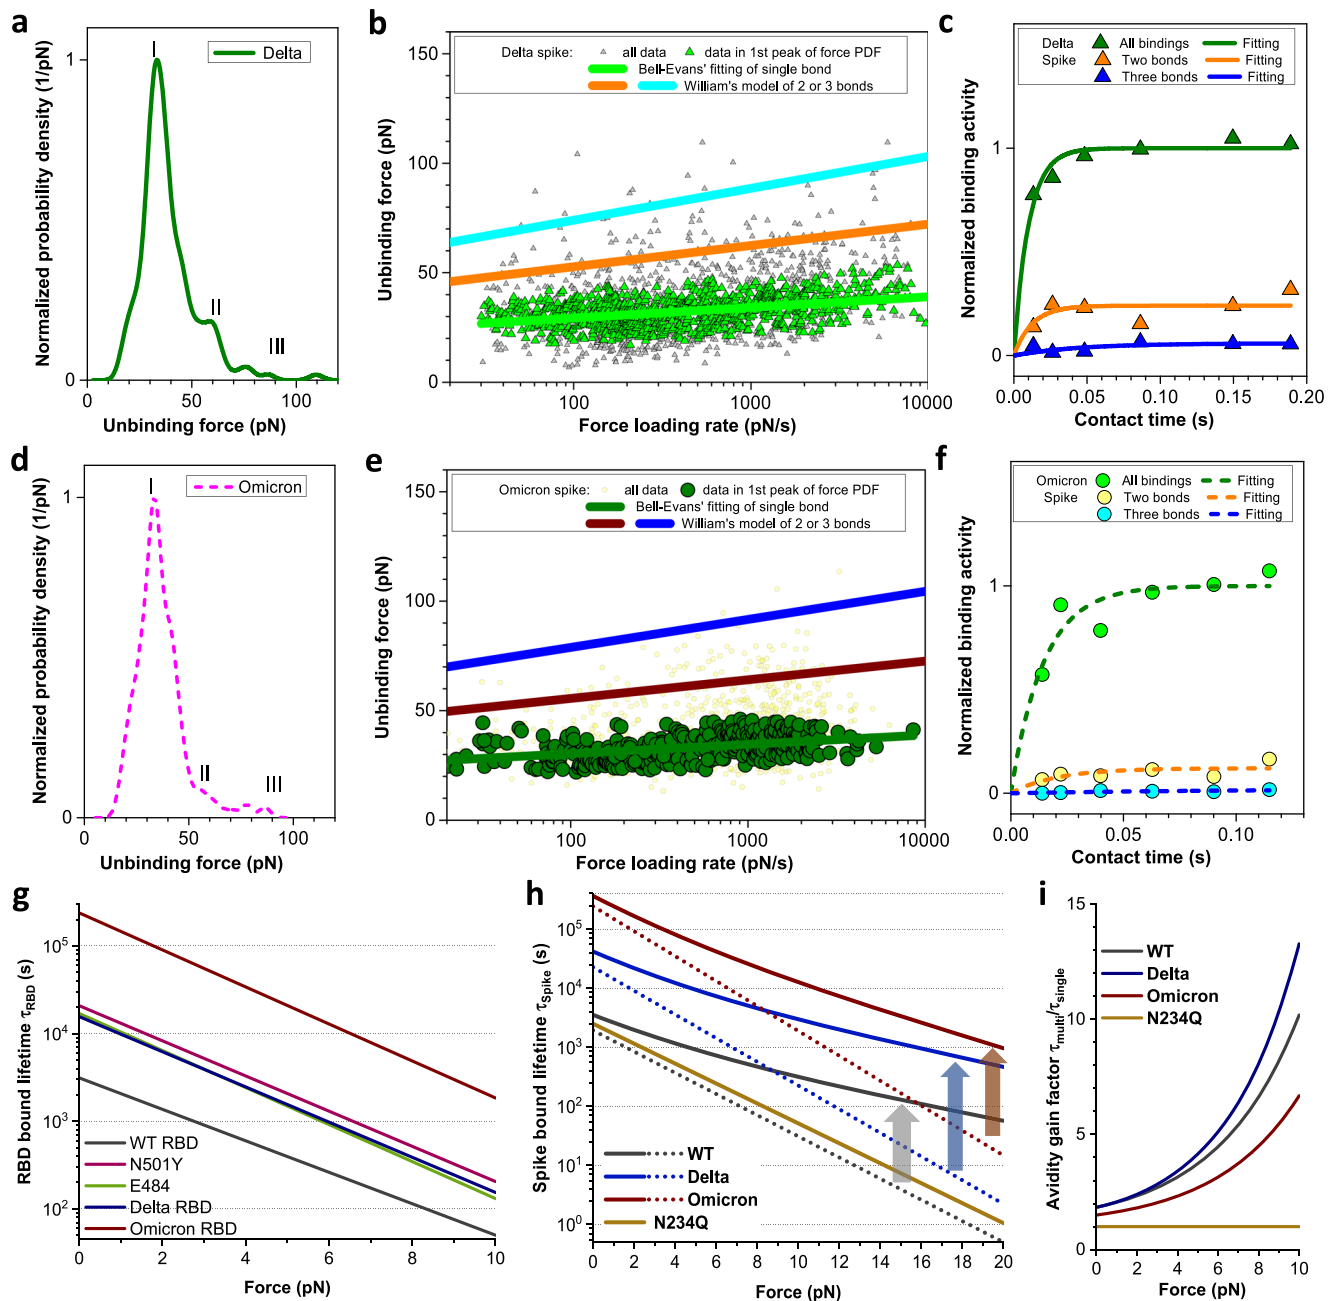 a
Normalized probability density (1/pN)
1
0
I
II
III
Delta
0
50
100
Unbinding force (pN)
b
Unbinding force (pN)
150
100
50
0
Delta spike: all data data in 1st peak of force PDF
Bell-Evans' fitting of single bond
William's model of 2 or 3 bonds
100
1000
10000
Force loading rate (pN/s)
c
Normalized binding activity
1
0
Delta All bindings Fitting
Spike Two bonds Fitting
Three bonds Fitting
0.00
0.05
0.10
0.15
0.20
Contact time (s)
d
Normalized probability density (1/pN)
1
0
I
II
III
Omicron
0
50
100
Unbinding force (pN)
e
Unbinding force (pN)
150
100
50
0
Omicron spike: all data data in 1st peak of force PDF
Bell-Evans' fitting of single bond
William's model of 2 or 3 bonds
100
1000
10000
Force loading rate (pN/s)
f
Normalized binding activity
1
0
Omicron All bindings Fitting
Spike Two bonds Fitting
Three bonds Fitting
0.00
0.05
0.10
Contact time (s)
g
RBD bound lifetime τRBD (s)
10⁵
10⁴
10³
10²
WT RBD
N501Y
E484
Delta RBD
Omicron RBD
0
2
4
6
8
10
Force (pN)
h
Spike bound lifetime τSpike (s)
10⁵
10⁴
10³
10²
10¹
10⁰
WT
Delta
Omicron
N234Q
0
2
4
6
8
10
12
14
16
18
20
Force (pN)
i
Avidity gain factor τmulti/τsingle
15
10
5
0
WT
Delta
Omicron
N234Q
0
2
4
6
8
10
Force (pN)